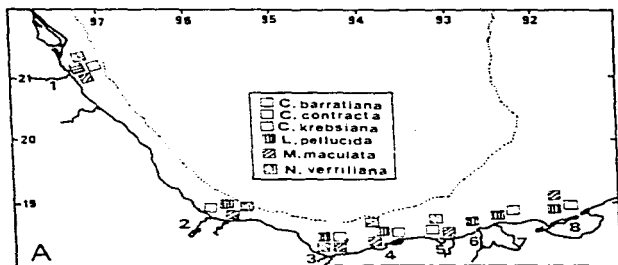 97 96 95 94 93 92
21
20
19
C. barratiana
C. contracta
C. krebsiana
L. pellucida
M. maculata
N. verrilliana
1
2
3
4
5
6
8
A